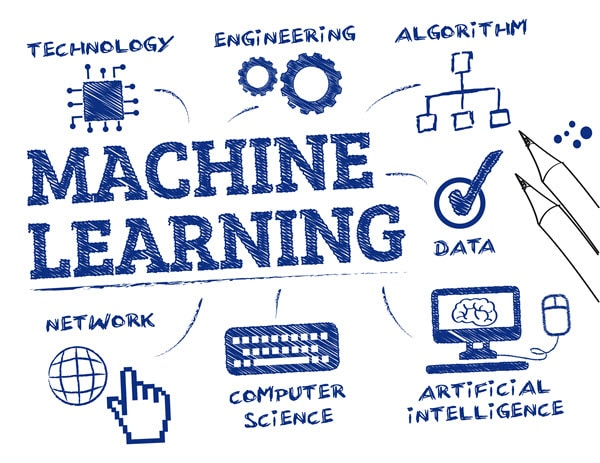 TECHNOLOGY
ENGINEERING
ALGORITHM
MACHINE
LEARNING
DATA
NETWORK
COMPUTER
SCIENCE
ARTIFICIAL
INTELLIGENCE